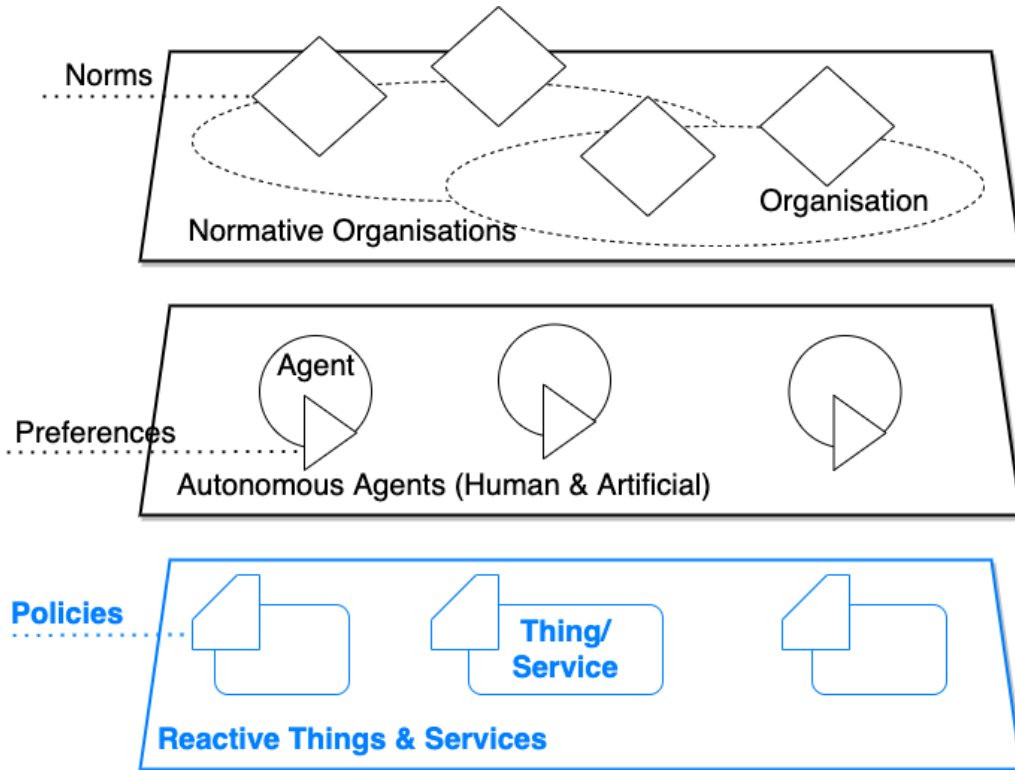 Norms
Organisation
Normative Organisations
Agent
Preferences
Autonomous Agents (Human & Artificial)
Policies
Thing/
Service
Reactive Things & Services